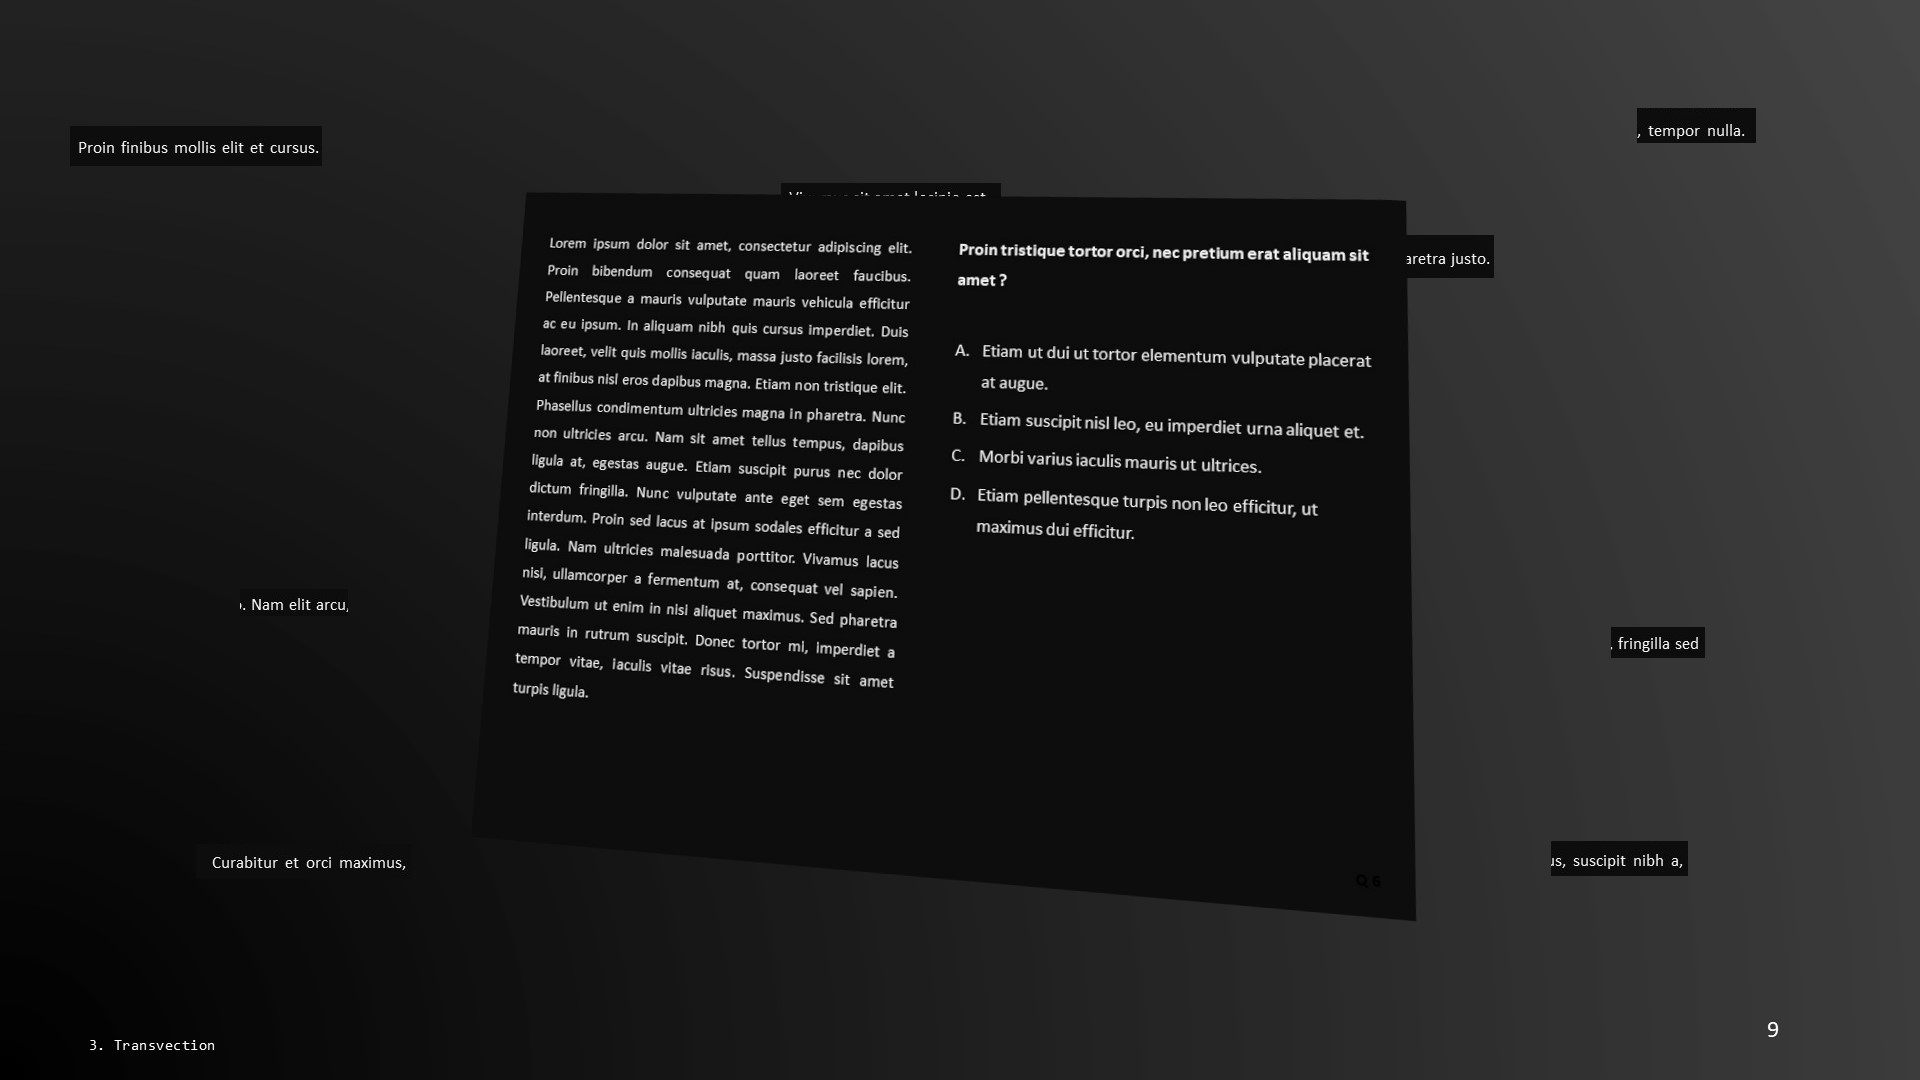 Proin finibus mollis elit et cursus.
, tempor nulla.
sit amet lacinia est.
aretra justo.
Lorem ipsum dolor sit amet, consectetur adipiscing elit.
Proin bibendum consequat quam laoreet faucibus.
Pellentesque a mauris vulputate mauris vehicula efficitur
ac eu ipsum. In aliquam nibh quis cursus imperdiet. Duis
laoreet, velit quis mollis iaculis, massa justo facilisis lorem,
at finibus nisl eros dapibus magna. Etiam non tristique elit.
Phasellus condimentum ultricies magna in pharetra. Nunc
non ultricies arcu. Nam sit amet tellus tempus, dapibus
ligula at, egestas augue. Etiam suscipit purus nec dolor
dictum fringilla. Nunc vulputate ante eget sem egestas
interdum. Proin sed lacus at ipsum sodales efficitur a sed
ligula. Nam ultricies malesuada porttitor. Vivamus lacus
nisi, ullamcorper a fermentum at, consequat vel sapien.
Vestibulum ut enim in nisl aliquet maximus. Sed pharetra
mauris in rutrum suscipit. Donec tortor mi, imperdiet a
tempor vitae, iaculis vitae risus. Suspendisse sit amet
turpis ligula.
Proin tristique tortor orci, nec pretium erat aliquam sit
amet ?
A. Etiam ut dui ut tortor elementum vulputate placerat
at augue.
B. Etiam suscipit nisl leo, eu imperdiet urna aliquet et.
C. Morbi varius iaculis mauris ut ultrices.
D. Etiam pellentesque turpis non leo efficitur, ut
maximus dui efficitur.
Q 6
. Nam elit arcu,
, fringilla sed
Curabitur et orci maximus,
us, suscipit nibh a,
3. Transvection
9